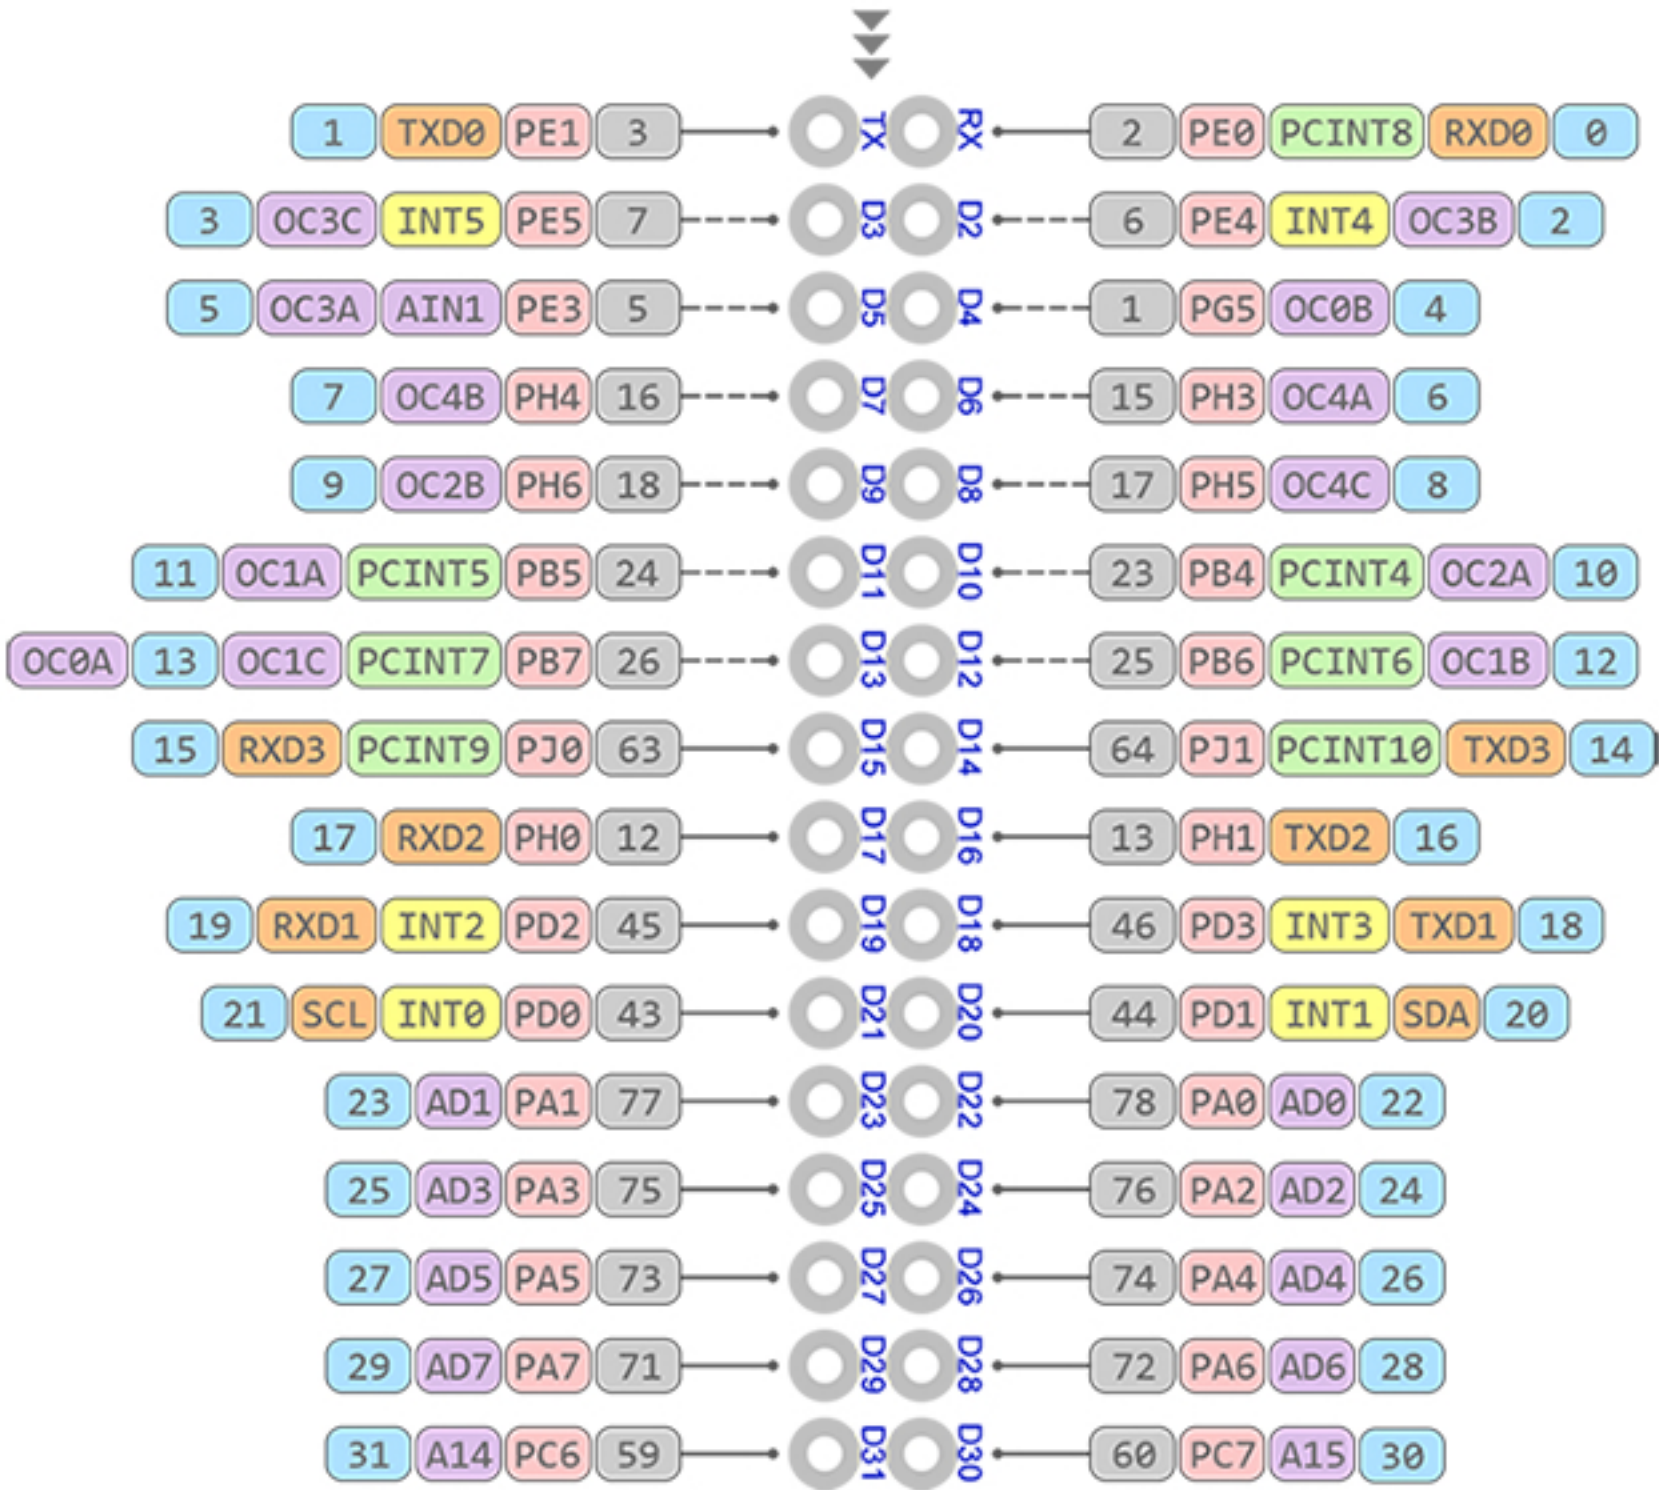 1 TXD0 PE1 3 TX RX 2 PE0 PCINT8 RXD0 0
3 OC3C INT5 PE5 7 D3 D2 6 PE4 INT4 OC3B 2
5 OC3A AIN1 PE3 5 D5 D4 1 PG5 OC0B 4
7 OC4B PH4 16 D7 D6 15 PH3 OC4A 6
9 OC2B PH6 18 D9 D8 17 PH5 OC4C 8
11 OC1A PCINT5 PB5 24 D11 D10 23 PB4 PCINT4 OC2A 10
OC0A 13 OC1C PCINT7 PB7 26 D13 D12 25 PB6 PCINT6 OC1B 12
15 RXD3 PCINT9 PJ0 63 D15 D14 64 PJ1 PCINT10 TXD3 14
17 RXD2 PH0 12 D17 D16 13 PH1 TXD2 16
19 RXD1 INT2 PD2 45 D19 D18 46 PD3 INT3 TXD1 18
21 SCL INT0 PD0 43 D21 D20 44 PD1 INT1 SDA 20
23 AD1 PA1 77 D23 D22 78 PA0 AD0 22
25 AD3 PA3 75 D25 D24 76 PA2 AD2 24
27 AD5 PA5 73 D27 D26 74 PA4 AD4 26
29 AD7 PA7 71 D29 D28 72 PA6 AD6 28
31 A14 PC6 59 D31 D30 60 PC7 A15 30